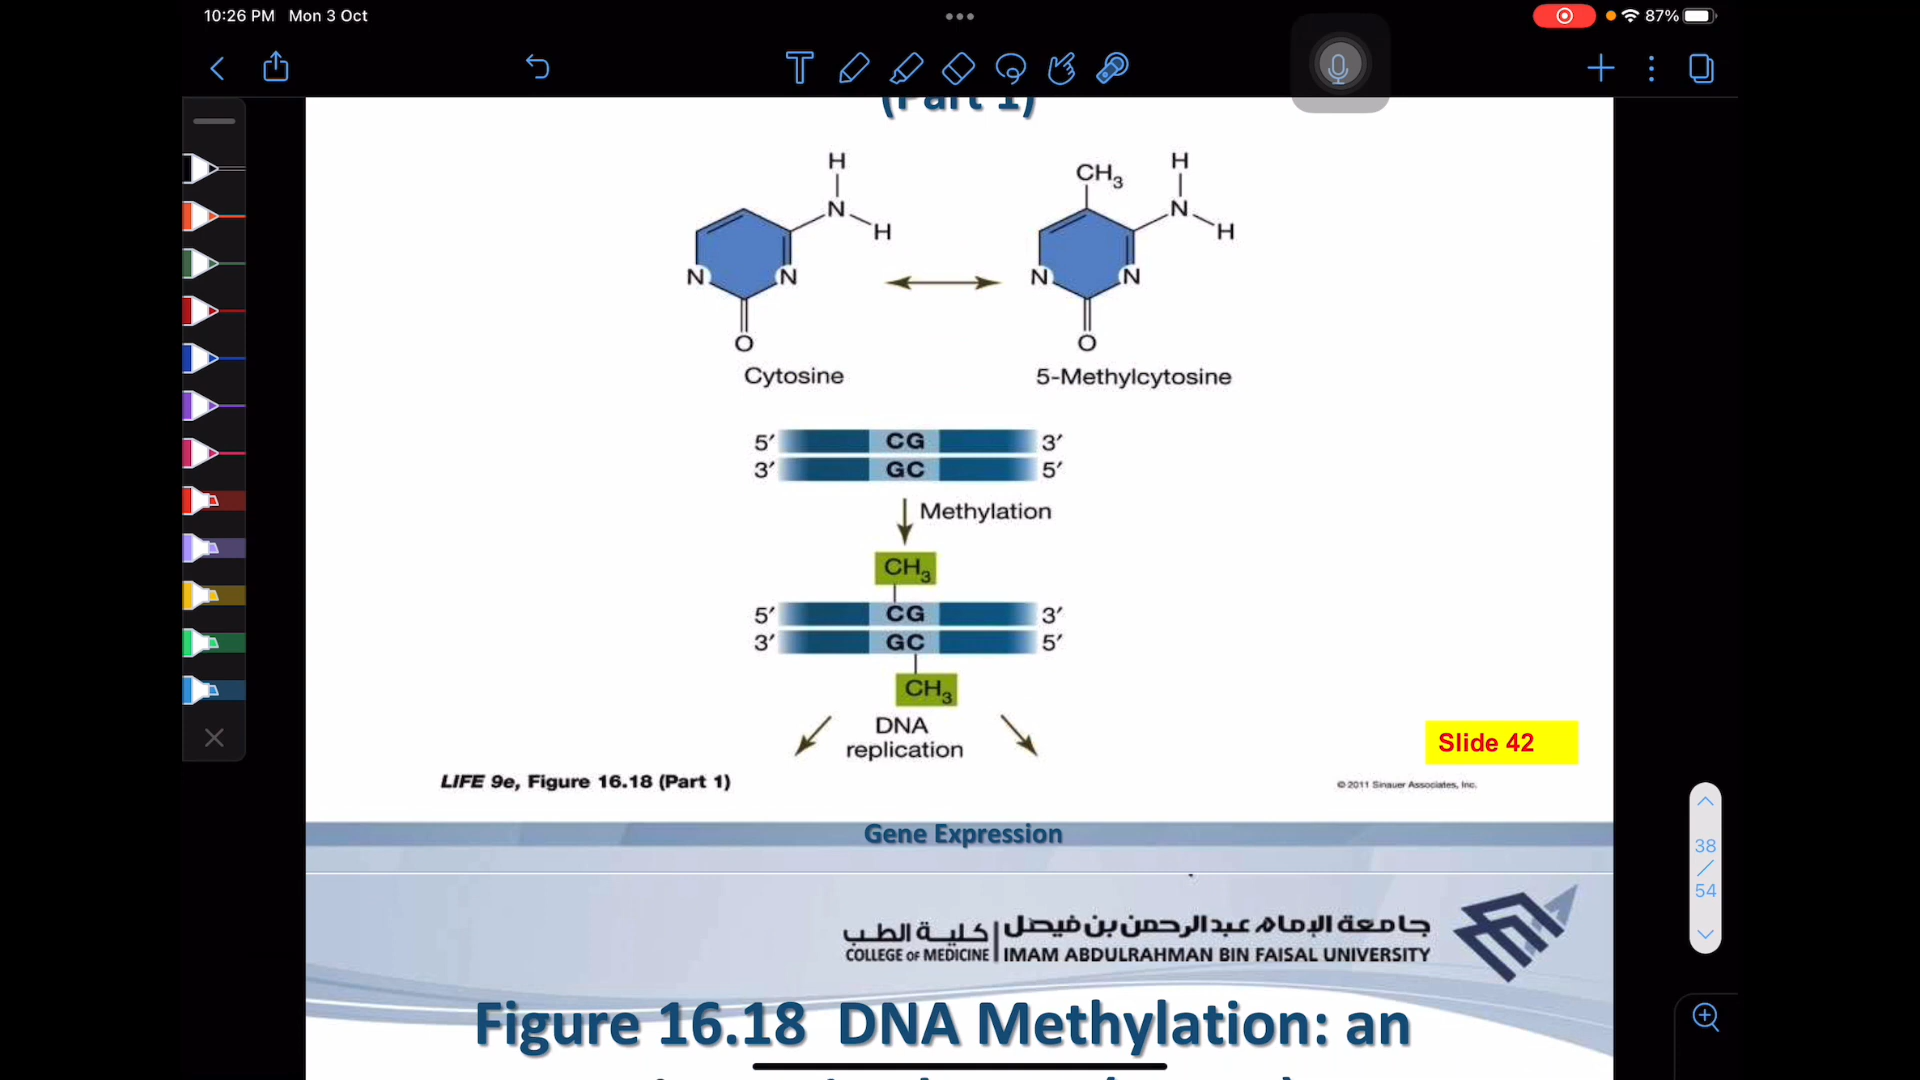 10:26 PM Mon 3 Oct
87%
(Part 1)
H
N
H
N
N
O
Cytosine
CH3
H
N
H
N
N
O
5-Methylcytosine
5′ CG 3′
3′ GC 5′
Methylation
CH3
5′ CG 3′
3′ GC 5′
CH3
DNA
replication
Slide 42
LIFE 9e, Figure 16.18 (Part 1)
© 2011 Sinauer Associates, Inc.
Gene Expression
38
/
54
جامعة الإمام عبدالرحمن بن فيصل | كلية الطب
COLLEGE OF MEDICINE | IMAM ABDULRAHMAN BIN FAISAL UNIVERSITY
Figure 16.18 DNA Methylation: an